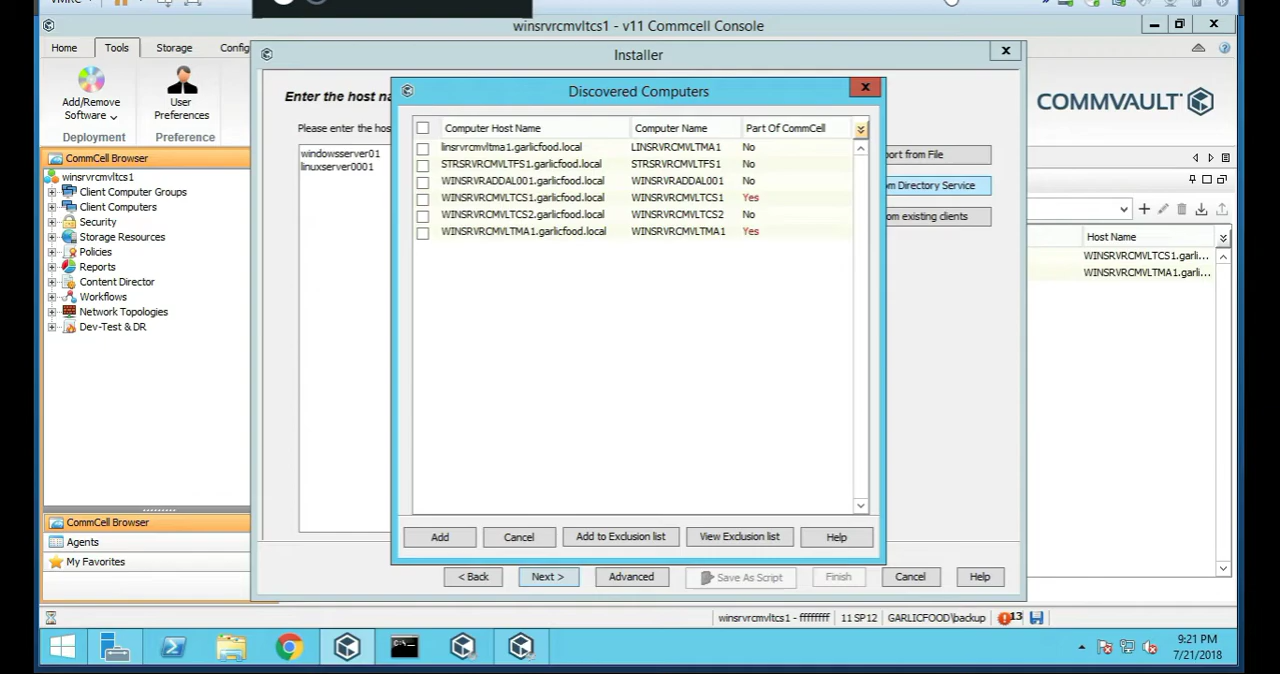 VMRC
winsrvrcmvltcs1 - v11 Commcell Console
Home
Tools
Storage
Config
Add/Remove
Software
Deployment
User
Preferences
Preference
COMMVAULT
Installer
Enter the host na
Please enter the hos
windowsserver01
linuxserver0001
port from File
om Directory Service
om existing clients
Discovered Computers
Computer Host Name Computer Name Part Of CommCell
linsrvrcmvltma1.garlicfood.local LINSRVRCMVLTMA1 No
STRSRVRCMVLTFS1.garlicfood.local STRSRVRCMVLTFS1 No
WINSRVRADDAL001.garlicfood.local WINSRVRADDAL001 No
WINSRVRCMVLTCS1.garlicfood.local WINSRVRCMVLTCS1 Yes
WINSRVRCMVLTCS2.garlicfood.local WINSRVRCMVLTCS2 No
WINSRVRCMVLTMA1.garlicfood.local WINSRVRCMVLTMA1 Yes
Add
Cancel
Add to Exclusion list
View Exclusion list
Help
CommCell Browser
winsrvrcmvltcs1
Client Computer Groups
Client Computers
Security
Storage Resources
Policies
Reports
Content Director
Workflows
Network Topologies
Dev-Test & DR
CommCell Browser
Agents
My Favorites
Host Name
WINSRVRCMVLTCS1.garli...
WINSRVRCMVLTMA1.garli...
< Back
Next >
Advanced
Save As Script
Finish
Cancel
Help
winsrvrcmvltcs1 - ffffffff
11 SP12
GARLICFOOD\backup
13
9:21 PM
7/21/2018